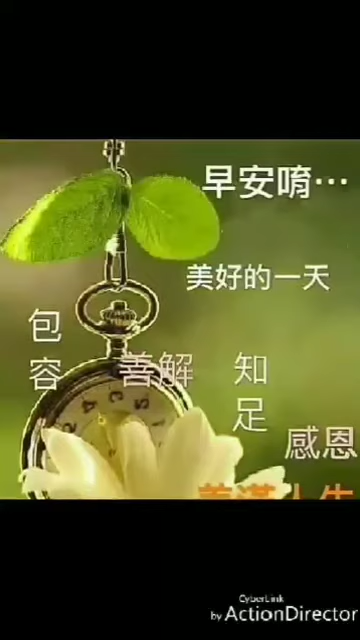 早安唷…
美好的一天
包容
善解
知足
感恩
CyberLink
by ActionDirector